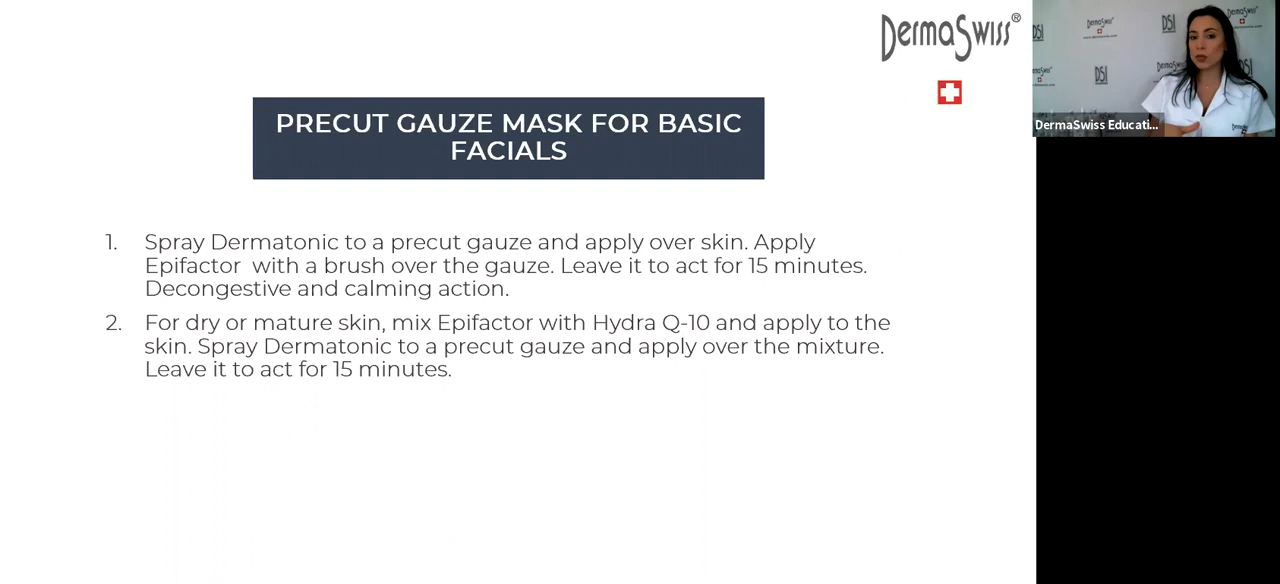 DermaSwiss®
PRECUT GAUZE MASK FOR BASIC
FACIALS
1. Spray Dermatonic to a precut gauze and apply over skin. Apply
Epifactor with a brush over the gauze. Leave it to act for 15 minutes.
Decongestive and calming action.
2. For dry or mature skin, mix Epifactor with Hydra Q-10 and apply to the
skin. Spray Dermatonic to a precut gauze and apply over the mixture.
Leave it to act for 15 minutes.
DermaSwiss
DSI
DSI
DermaSwiss Educati...